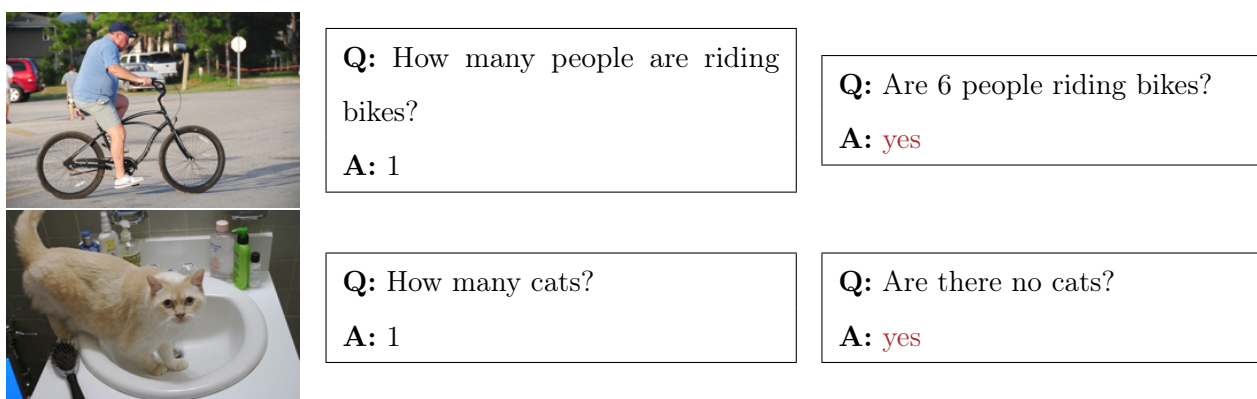 Q: How many people are riding
bikes?
A: 1
Q: Are 6 people riding bikes?
A: yes
Q: How many cats?
A: 1
Q: Are there no cats?
A: yes